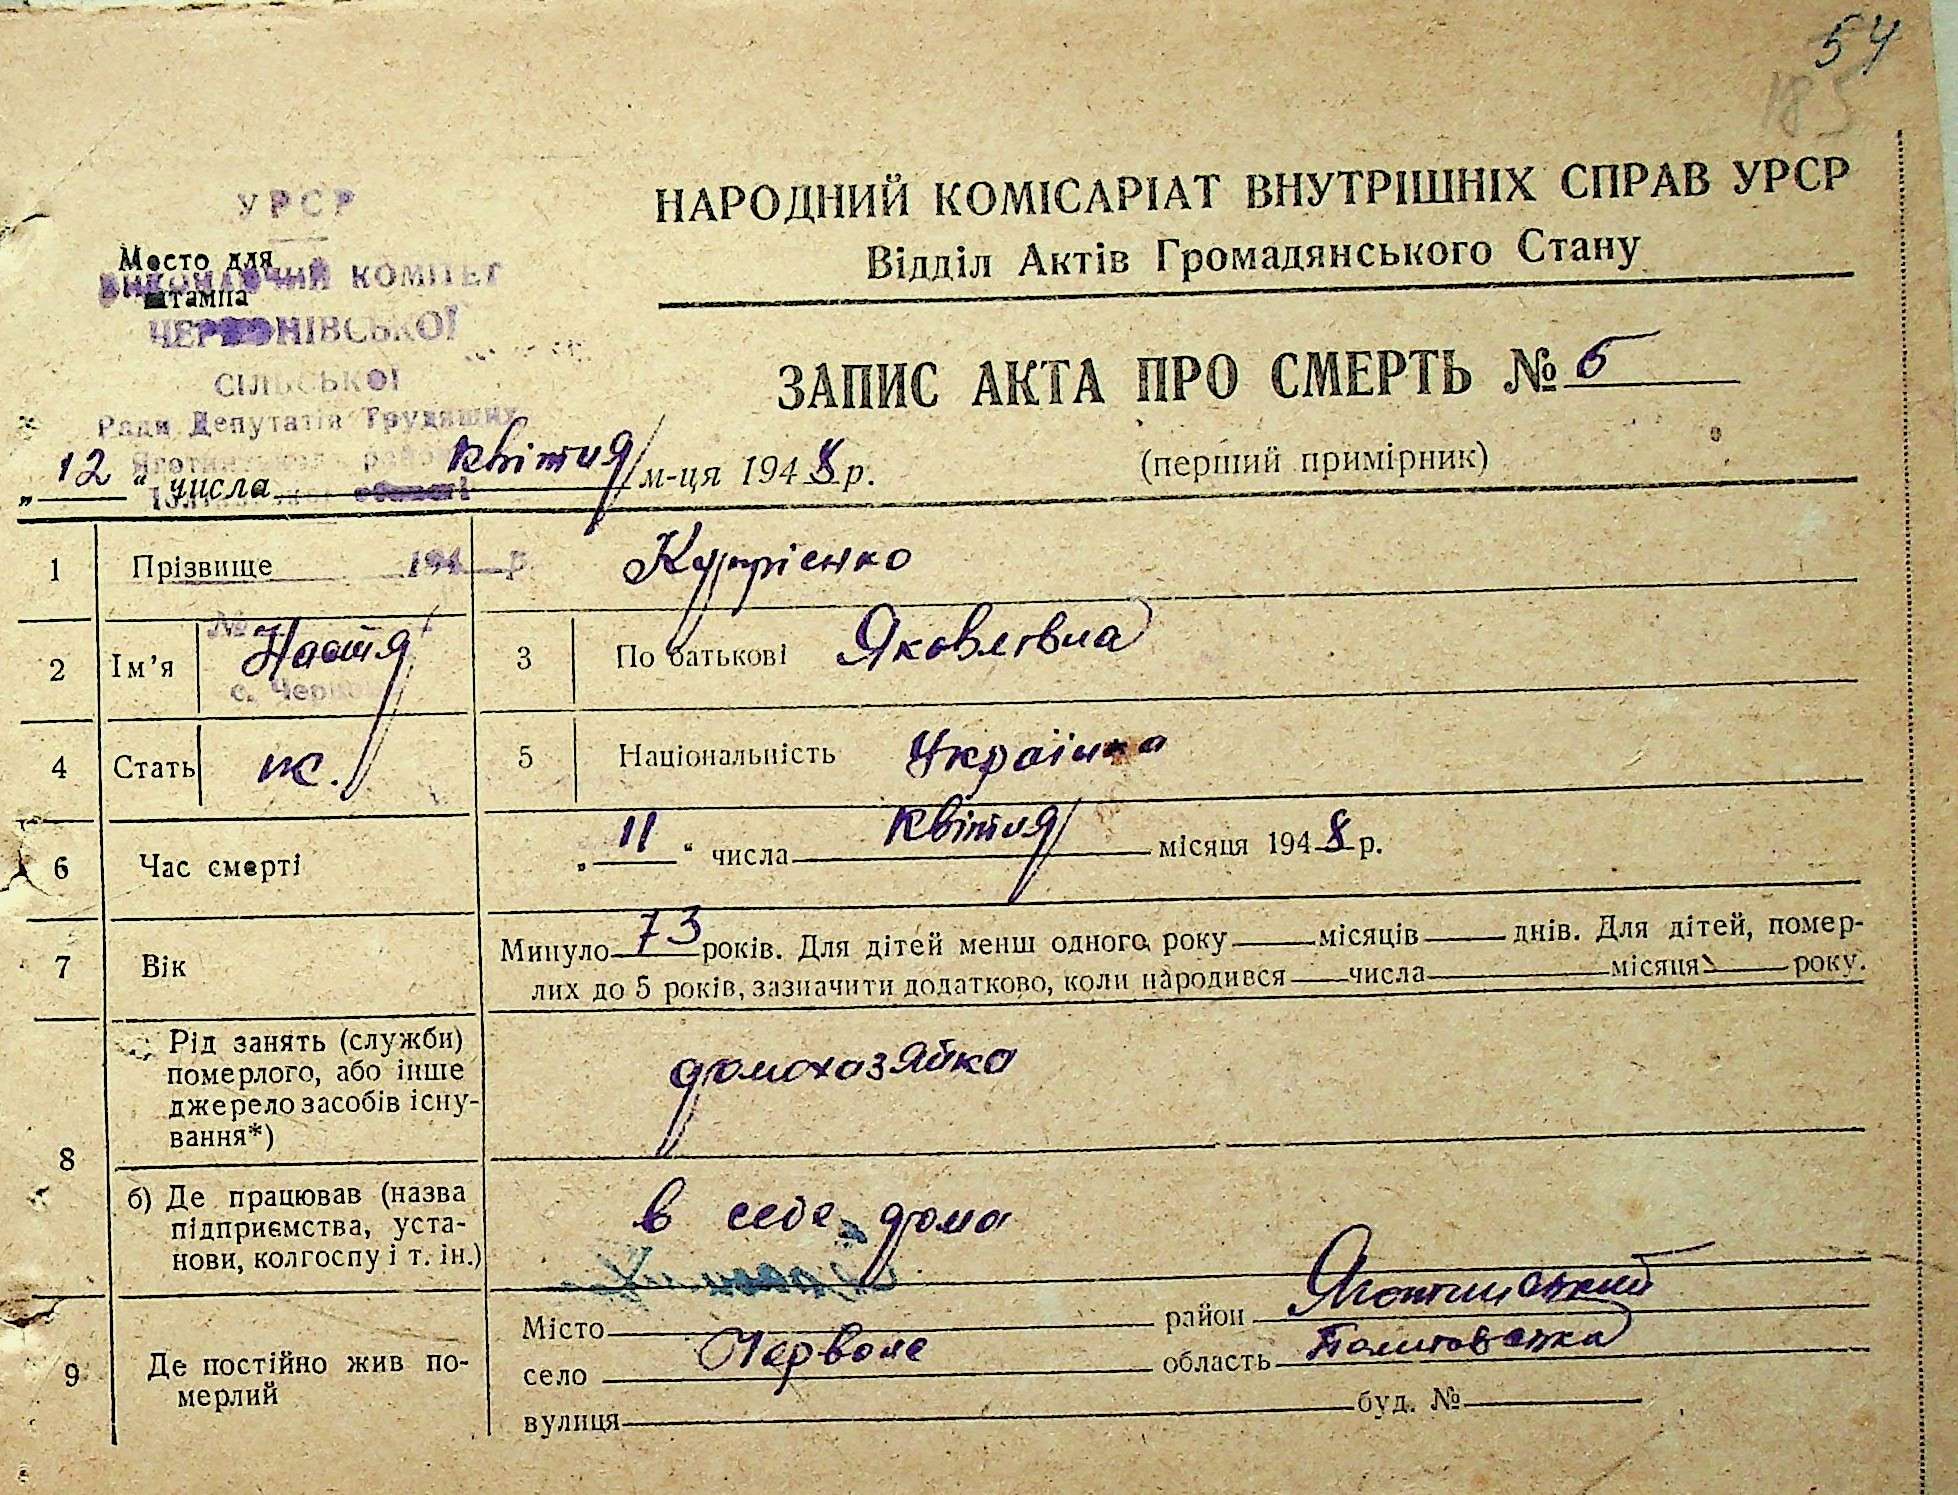 54
185
УРСР
Место для
штампа
ВИКОНАВЧИЙ КОМІТЕТ
ЧЕРВОНІВСЬКОЇ
СІЛЬСЬКОЇ
Ради Депутатів Трудящих
НАРОДНИЙ КОМІСАРІАТ ВНУТРІШНІХ СПРАВ УРСР
Відділ Актів Громадянського Стану
ЗАПИС АКТА ПРО СМЕРТЬ № 6
(перший примірник)
„12“ числа квітня м-ця 1948 р.
1 Прізвище Купрієнко
194 р.
2 Ім’я Настя 3 По батькові Яковлевна
№
4 Стать ж. 5 Національність Українка
6 Час смерті „11“ числа квітня місяця 1948 р.
7 Вік Минуло 73 років. Для дітей менш одного року місяців днів. Для дітей, помер-
лих до 5 років, зазначити додатково, коли народився числа місяця року.
8 Рід занять (служби)
померлого, або інше
джерело засобів існу-
вання*)
домохозяйка
б) Де працював (назва
підприємства, уста-
нови, колгоспу і т. ін.)
в себе дома
9 Де постійно жив по-
мерлий
Місто район Яготинський
село Червоне область Полтавська
вулиця буд. №